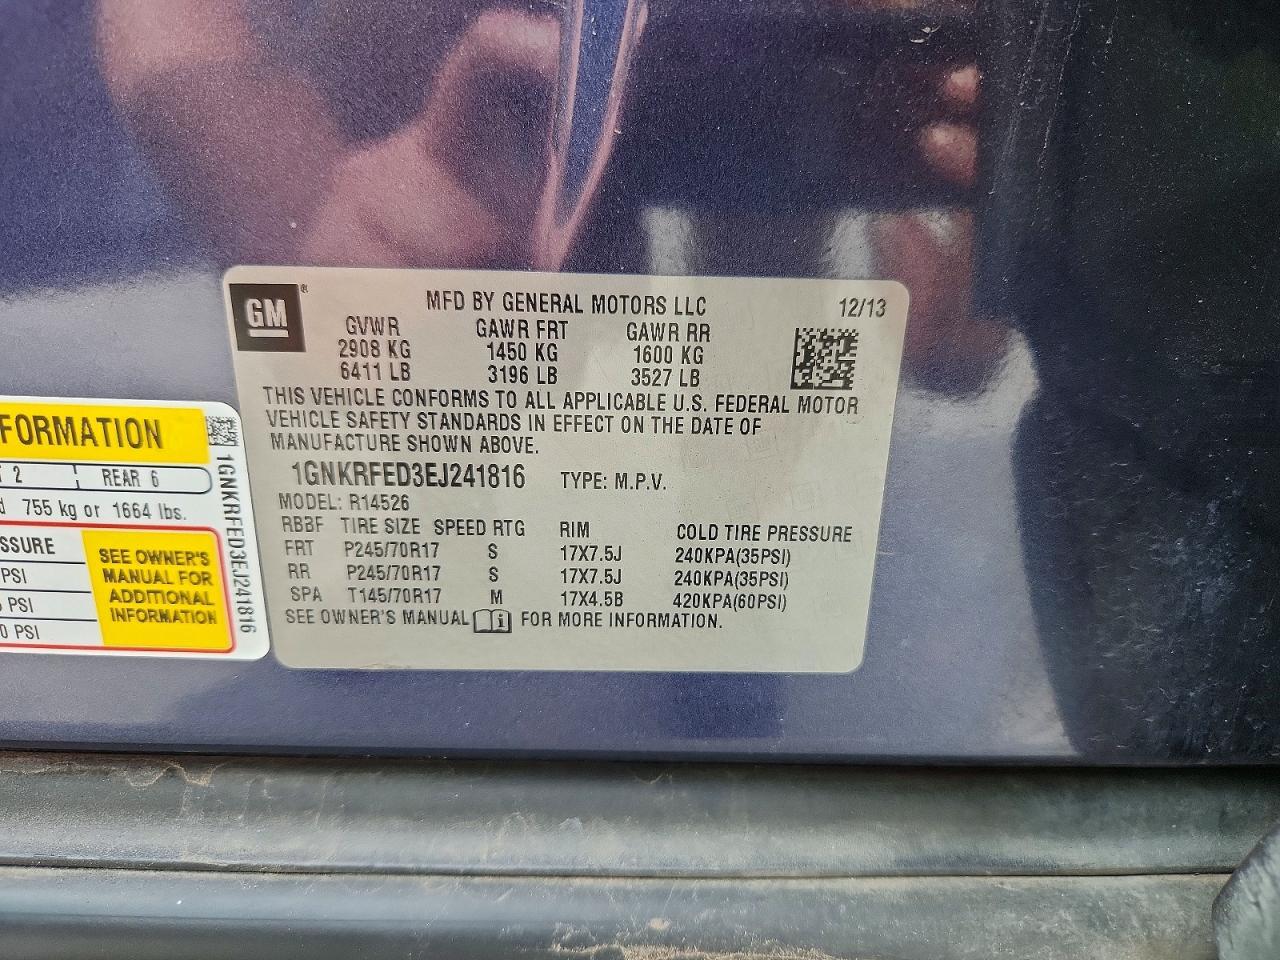 GM®
MFD BY GENERAL MOTORS LLC 12/13
GVWR GAWR FRT GAWR RR
2908 KG 1450 KG 1600 KG
6411 LB 3196 LB 3527 LB
THIS VEHICLE CONFORMS TO ALL APPLICABLE U.S. FEDERAL MOTOR
VEHICLE SAFETY STANDARDS IN EFFECT ON THE DATE OF
MANUFACTURE SHOWN ABOVE.
1GNKRFED3EJ241816 TYPE: M.P.V.
MODEL: R14526
RB3F TIRE SIZE SPEED RTG RIM COLD TIRE PRESSURE
FRT P245/70R17 S 17X7.5J 240KPA(35PSI)
RR P245/70R17 S 17X7.5J 240KPA(35PSI)
SPA T145/70R17 M 17X4.5B 420KPA(60PSI)
SEE OWNER'S MANUAL FOR MORE INFORMATION.
FORMATION
2 REAR 6
755 kg or 1664 lbs.
SSURE
PSI
PSI
0 PSI
SEE OWNER'S
MANUAL FOR
ADDITIONAL
INFORMATION
1GNKRFED3EJ241816